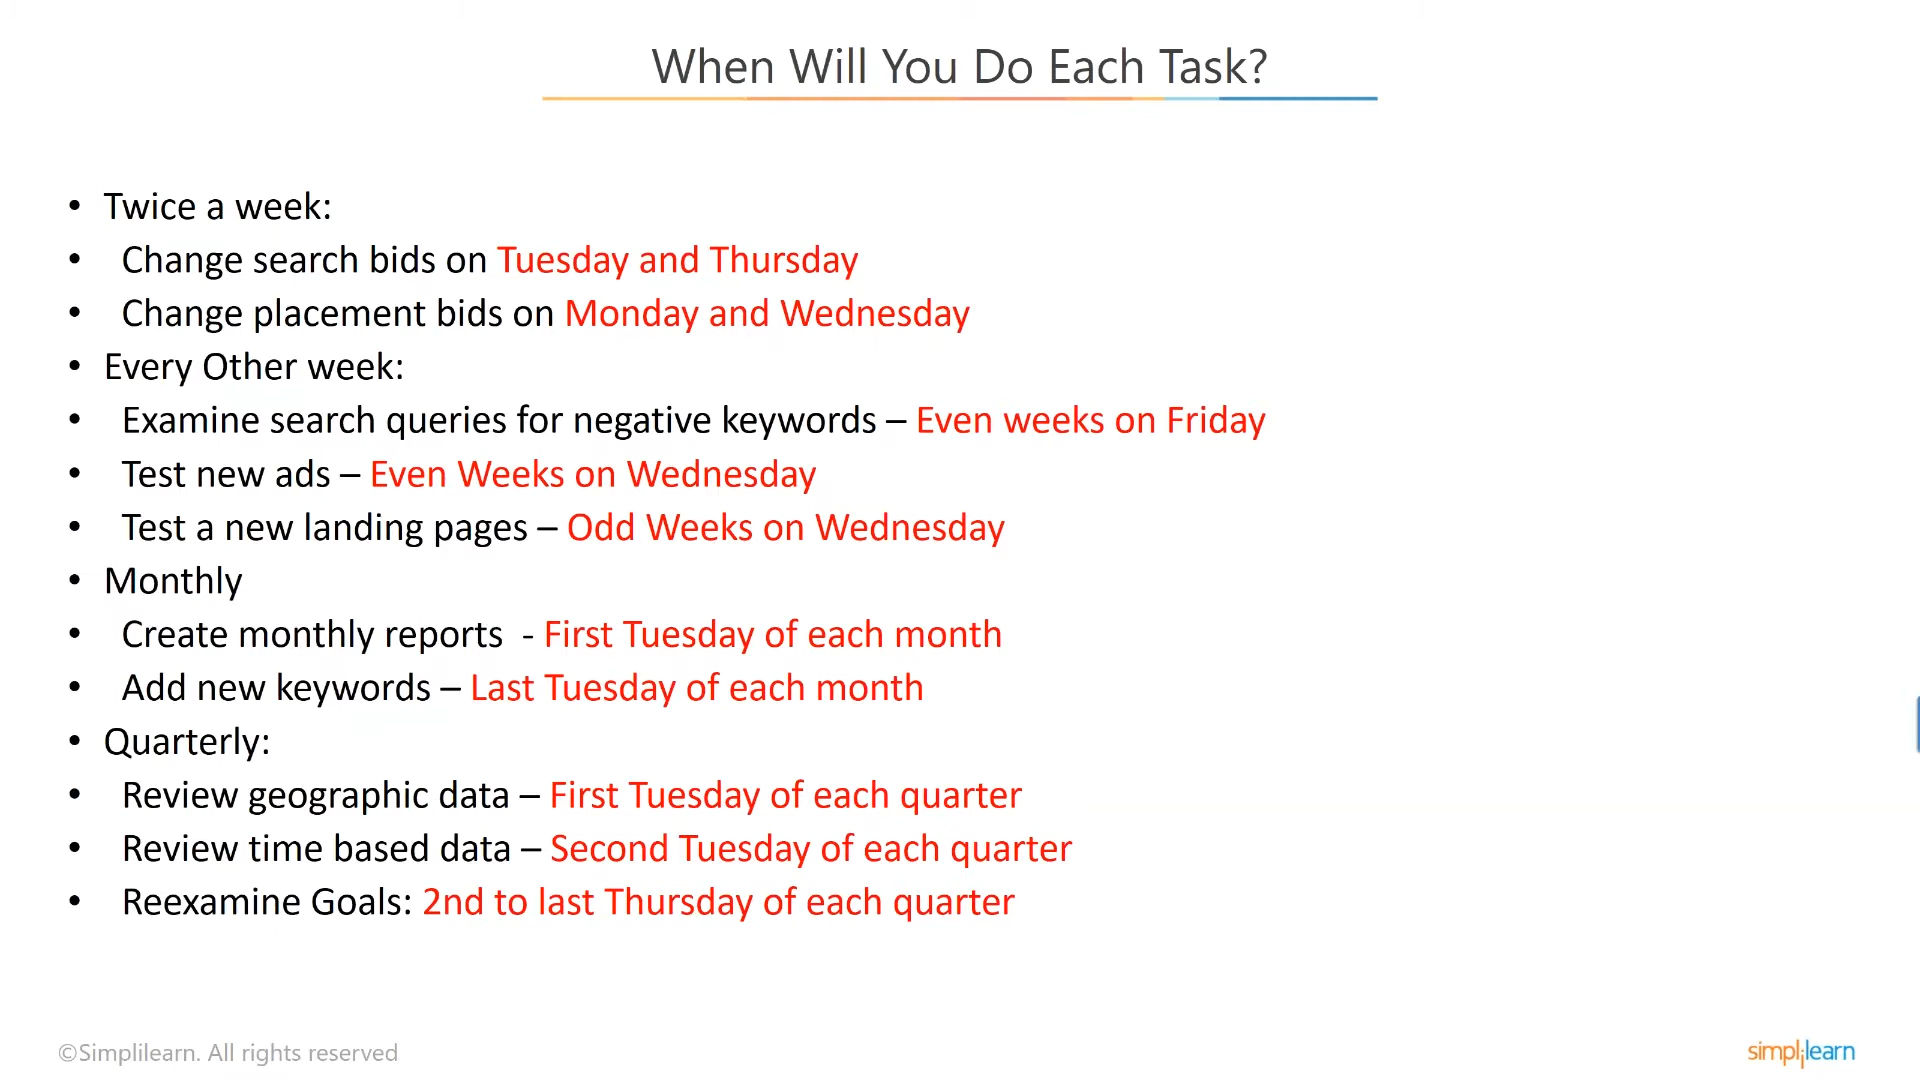 When Will You Do Each Task?
• Twice a week:
• Change search bids on Tuesday and Thursday
• Change placement bids on Monday and Wednesday
• Every Other week:
• Examine search queries for negative keywords – Even weeks on Friday
• Test new ads – Even Weeks on Wednesday
• Test a new landing pages – Odd Weeks on Wednesday
• Monthly
• Create monthly reports - First Tuesday of each month
• Add new keywords – Last Tuesday of each month
• Quarterly:
• Review geographic data – First Tuesday of each quarter
• Review time based data – Second Tuesday of each quarter
• Reexamine Goals: 2nd to last Thursday of each quarter
©Simplilearn. All rights reserved
simplilearn